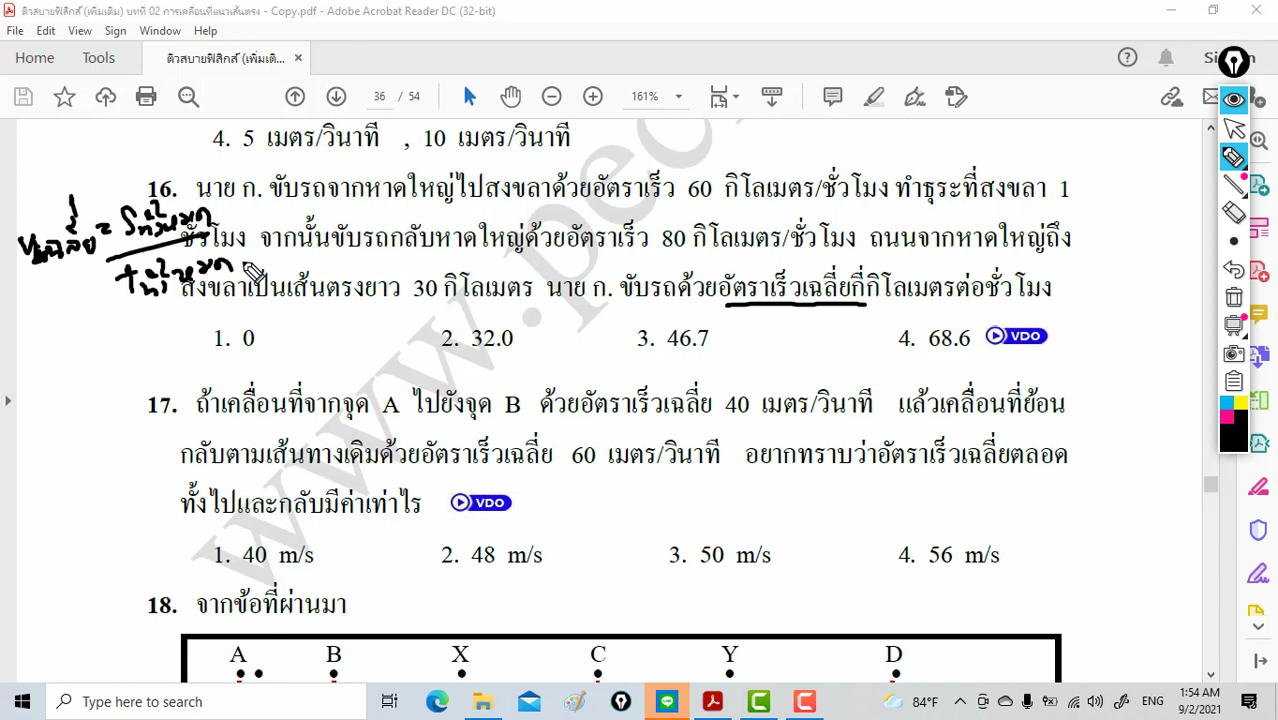 ติวสบายฟิสิกส์ (เพิ่มเติม) บทที่ 02 การเคลื่อนที่แนวเส้นตรง - Copy.pdf - Adobe Acrobat Reader DC (32-bit)
File Edit View Sign Window Help
Home Tools ติวสบายฟิสิกส์ (เพิ่มเติ... ×
36 / 54 161%
4. 5 เมตร/วินาที , 10 เมตร/วินาที
16. นาย ก. ขับรถจากหาดใหญ่ไปสงขลาด้วยอัตราเร็ว 60 กิโลเมตร/ชั่วโมง ทำธุระที่สงขลา 1
ชั่วโมง จากนั้นขับรถกลับหาดใหญ่ด้วยอัตราเร็ว 80 กิโลเมตร/ชั่วโมง ถนนจากหาดใหญ่ถึง
สงขลาเป็นเส้นตรงยาว 30 กิโลเมตร นาย ก. ขับรถด้วยอัตราเร็วเฉลี่ยกี่กิโลเมตรต่อชั่วโมง
1. 0 2. 32.0 3. 46.7 4. 68.6 VDO
17. ถ้าเคลื่อนที่จากจุด A ไปยังจุด B ด้วยอัตราเร็วเฉลี่ย 40 เมตร/วินาที แล้วเคลื่อนที่ย้อน
กลับตามเส้นทางเดิมด้วยอัตราเร็วเฉลี่ย 60 เมตร/วินาที อยากทราบว่าอัตราเร็วเฉลี่ยตลอด
ทั้งไปและกลับมีค่าเท่าไร VDO
1. 40 m/s 2. 48 m/s 3. 50 m/s 4. 56 m/s
18. จากข้อที่ผ่านมา
A B X C Y D
Type here to search
84°F ENG 1:54 AM
9/2/2021